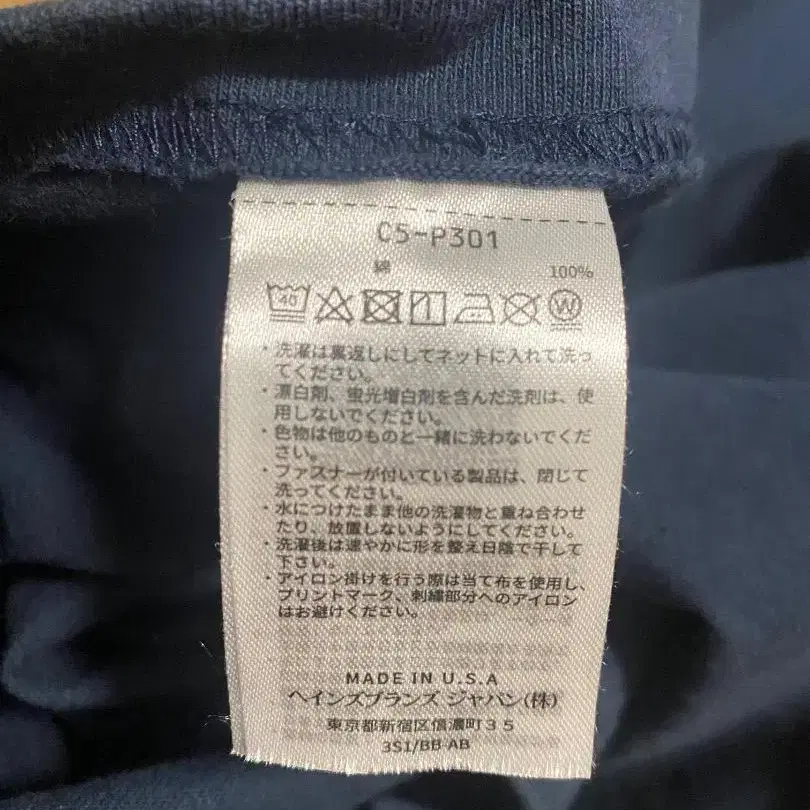 C5-P301
綿 100%
40
W
・洗濯は裏返しにしてネットに入れて洗っ
てください。
・漂白剤、蛍光増白剤を含んだ洗剤は、使
用しないでください。
・色物は他のものと一緒に洗わないでくだ
さい。
・ファスナーが付いている製品は、閉じて
洗ってください。
・水につけたまま他の洗濯物と重ね合わせ
たり、放置しないようにしてください。
・洗濯後は速やかに形を整え日陰で干して
下さい。
・アイロン掛けを行う際は当て布を使用し、
プリントマーク、刺繍部分へのアイロン
はお避けください。
MADE IN U.S.A
ヘインズブランズ ジャパン(株)
東京都新宿区信濃町35
3S1/BB-AB